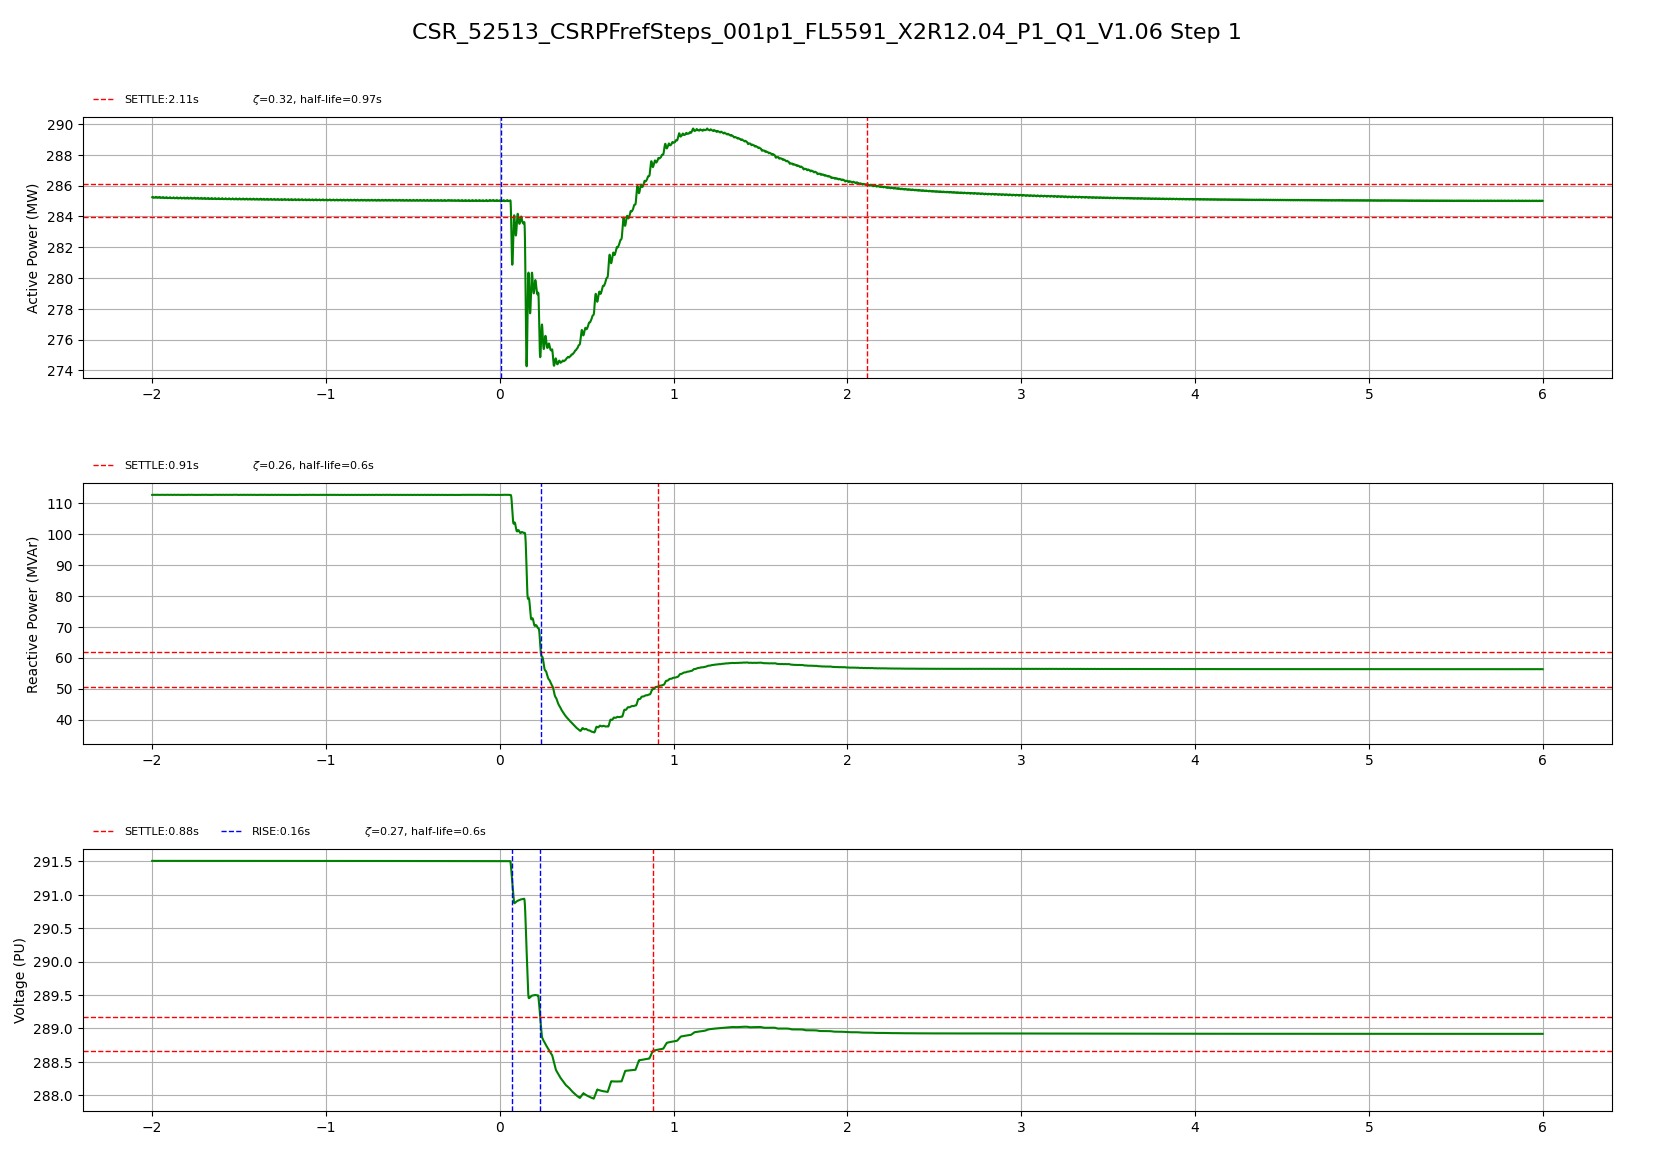 CSR_52513_CSRPFrefSteps_001p1_FL5591_X2R12.04_P1_Q1_V1.06 Step 1
SETTLE:2.11s ζ=0.32, half-life=0.97s
Active Power (MW)
290
288
286
284
282
280
278
276
274
−2 −1 0 1 2 3 4 5 6
SETTLE:0.91s ζ=0.26, half-life=0.6s
Reactive Power (MVAr)
110
100
90
80
70
60
50
40
−2 −1 0 1 2 3 4 5 6
SETTLE:0.88s RISE:0.16s ζ=0.27, half-life=0.6s
Voltage (PU)
291.5
291.0
290.5
290.0
289.5
289.0
288.5
288.0
−2 −1 0 1 2 3 4 5 6